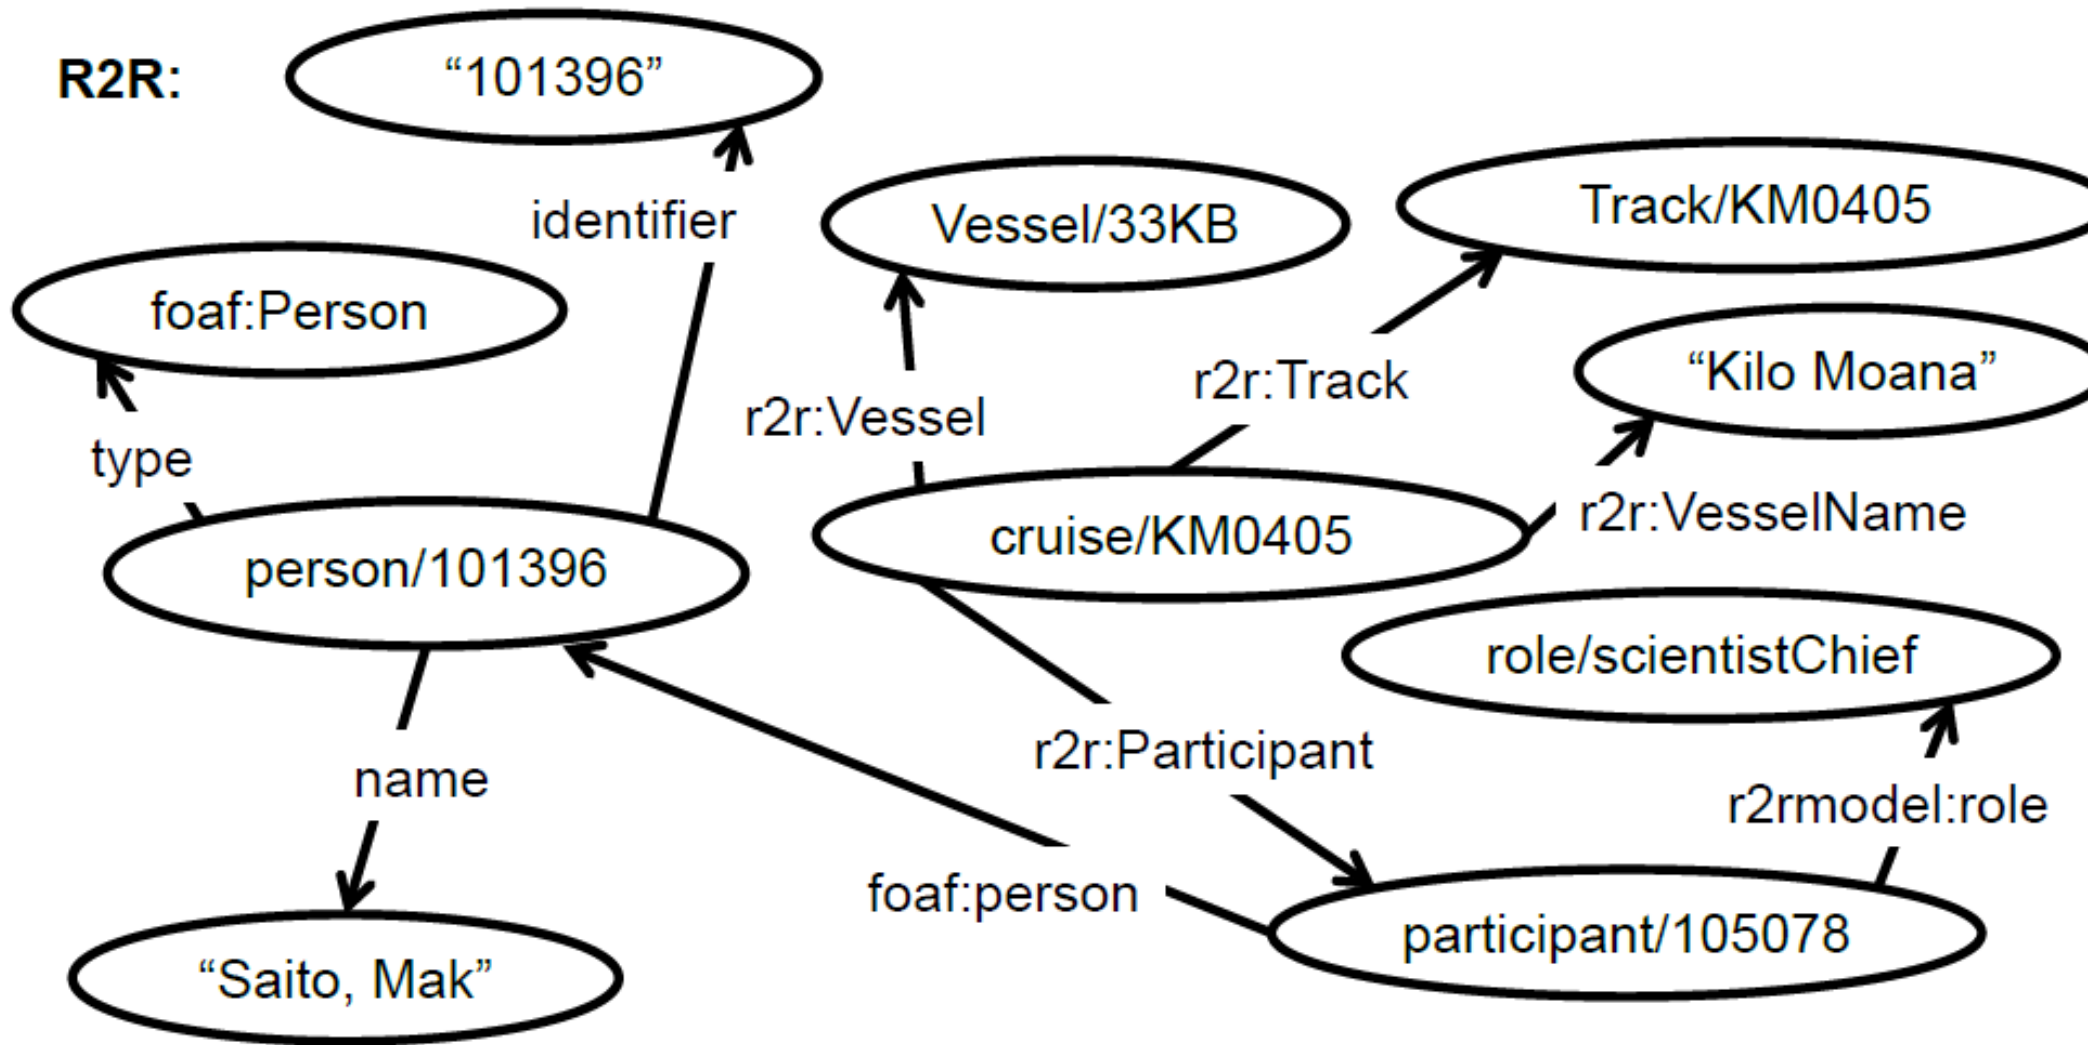 R2R:
“101396”
identifier
Vessel/33KB
Track/KM0405
foaf:Person
r2r:Track
“Kilo Moana”
r2r:Vessel
type
r2r:VesselName
cruise/KM0405
person/101396
role/scientistChief
r2r:Participant
name
r2rmodel:role
foaf:person
participant/105078
“Saito, Mak”